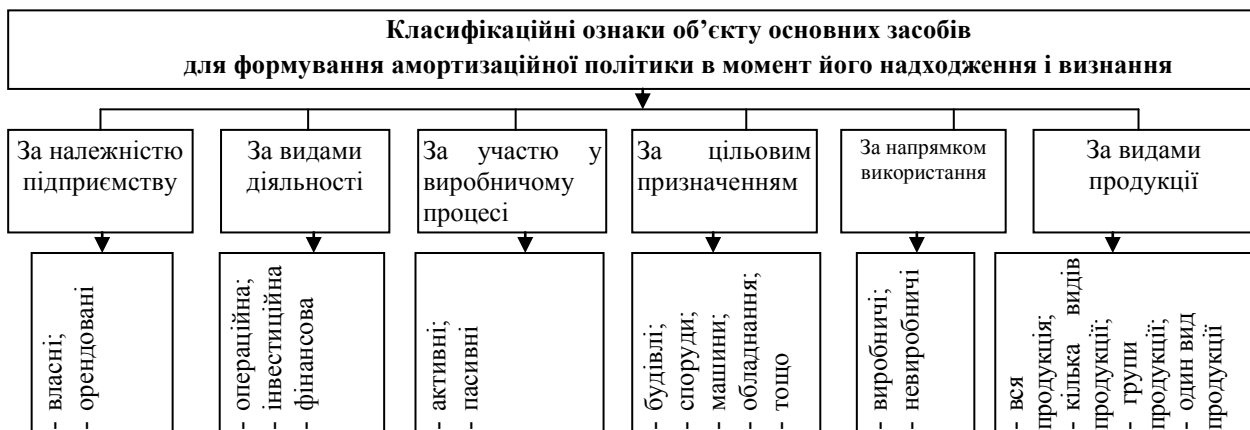 Класифікаційні ознаки об’єкту основних засобів
для формування амортизаційної політики в момент його надходження і визнання
За належністю
підприємству
За видами
діяльності
За участю у
виробничому
процесі
За цільовим
призначенням
За напрямком
використання
За видами
продукції
- власні;
- орендовані
- операційна;
- інвестиційна
- фінансова
- активні;
- пасивні
- будівлі;
- споруди;
- машини;
- обладнання;
- тощо
- виробничі;
- невиробничі
- вся
продукція;
- кілька видів
продукції;
- групи
продукції;
- один вид
продукції